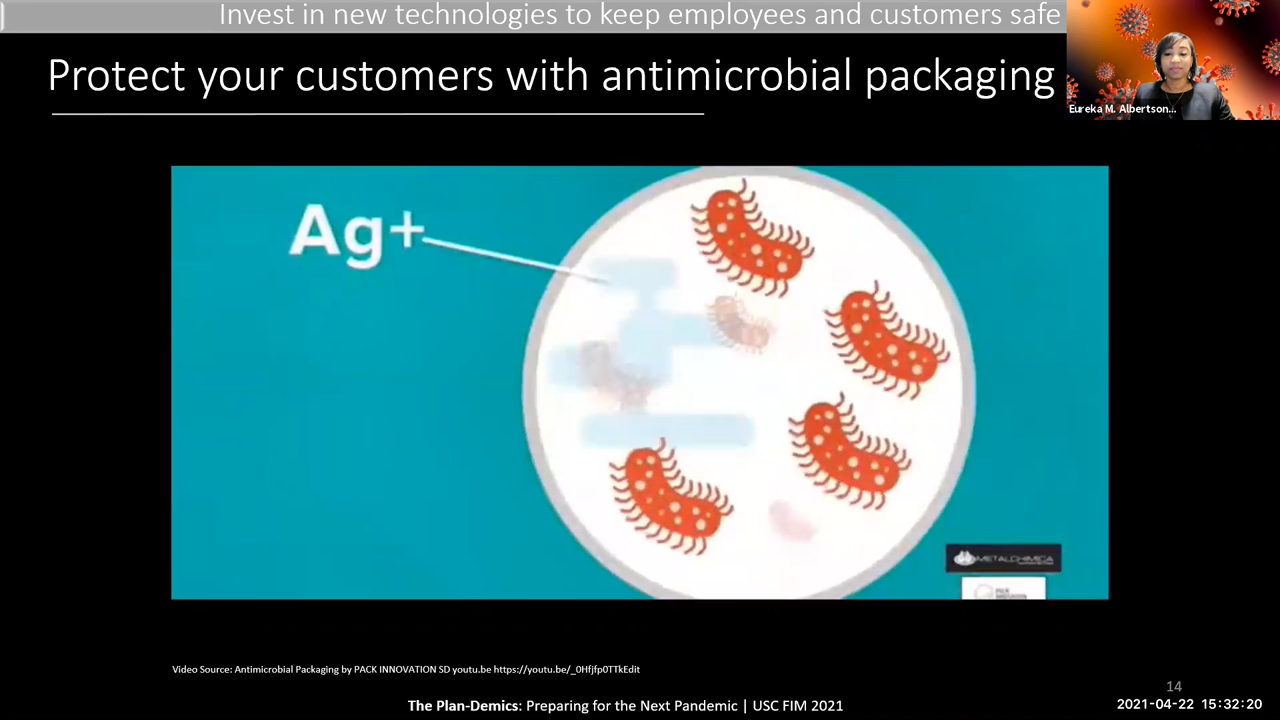 Invest in new technologies to keep employees and customers safe
Protect your customers with antimicrobial packaging
Eureka M. Albertson...
Ag+
METALCHIMICA
Video Source: Antimicrobial Packaging by PACK INNOVATION SD youtu.be https://youtu.be/_0Hfjfp0TTkEdit
14
The Plan-Demics: Preparing for the Next Pandemic | USC FIM 2021
2021-04-22 15:32:20